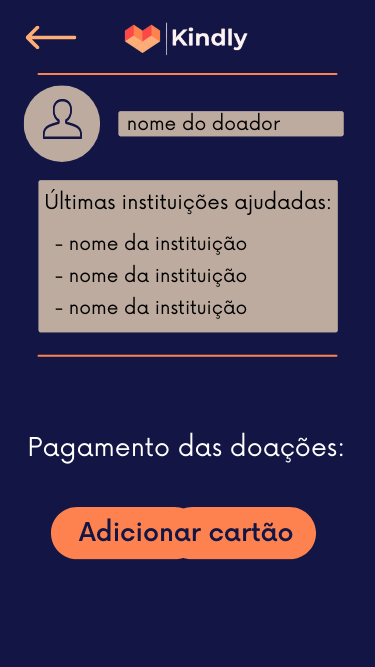 Kindly
nome do doador
Últimas instituições ajudadas:
- nome da instituição
- nome da instituição
- nome da instituição
Pagamento das doações:
Adicionar cartão